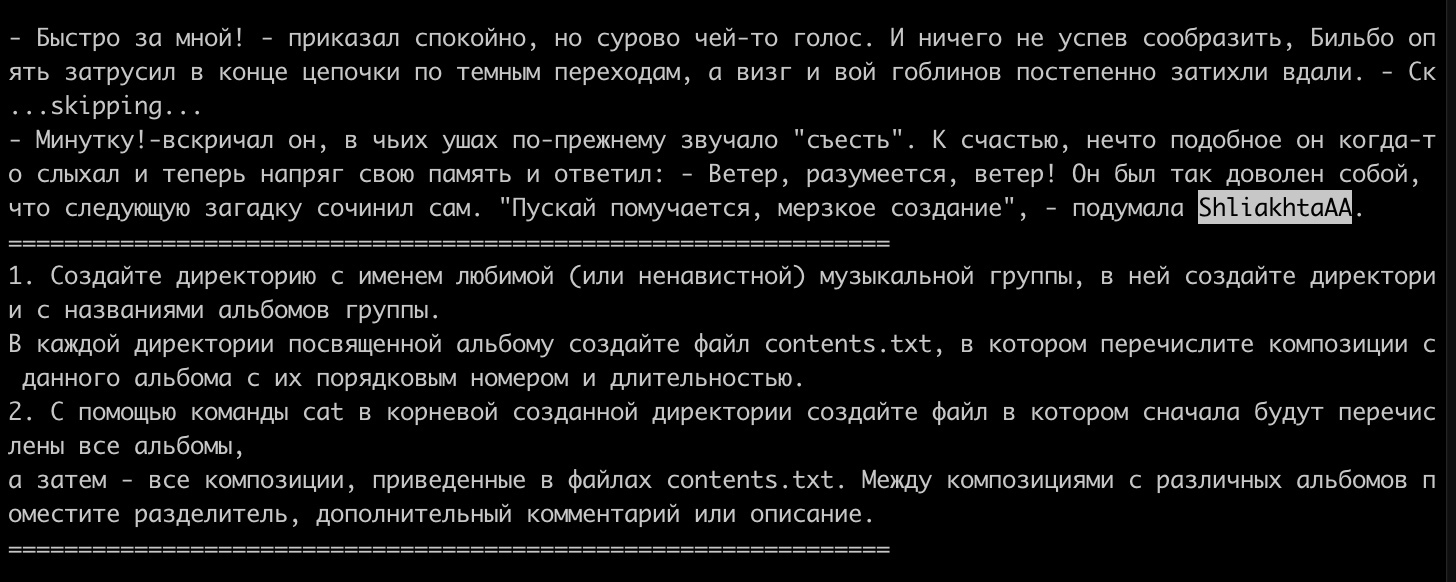 - Быстро за мной! - приказал спокойно, но сурово чей-то голос. И ничего не успев сообразить, Бильбо оп
ять затрусил в конце цепочки по темным переходам, а визг и вой гоблинов постепенно затихли вдали. - Ск
...skipping...
- Минутку!-вскричал он, в чьих ушах по-прежнему звучало "съесть". К счастью, нечто подобное он когда-т
о слыхал и теперь напряг свою память и ответил: - Ветер, разумеется, ветер! Он был так доволен собой,
что следующую загадку сочинил сам. "Пускай помучается, мерзкое создание", - подумала ShliakhtaAA.
===============================================================
1. Создайте директорию с именем любимой (или ненавистной) музыкальной группы, в ней создайте директори
и с названиями альбомов группы.
В каждой директории посвященной альбому создайте файл contents.txt, в котором перечислите композиции с
 данного альбома с их порядковым номером и длительностью.
2. С помощью команды cat в корневой созданной директории создайте файл в котором сначала будут перечис
лены все альбомы,
а затем - все композиции, приведенные в файлах contents.txt. Между композициями с различных альбомов п
оместите разделитель, дополнительный комментарий или описание.
===============================================================